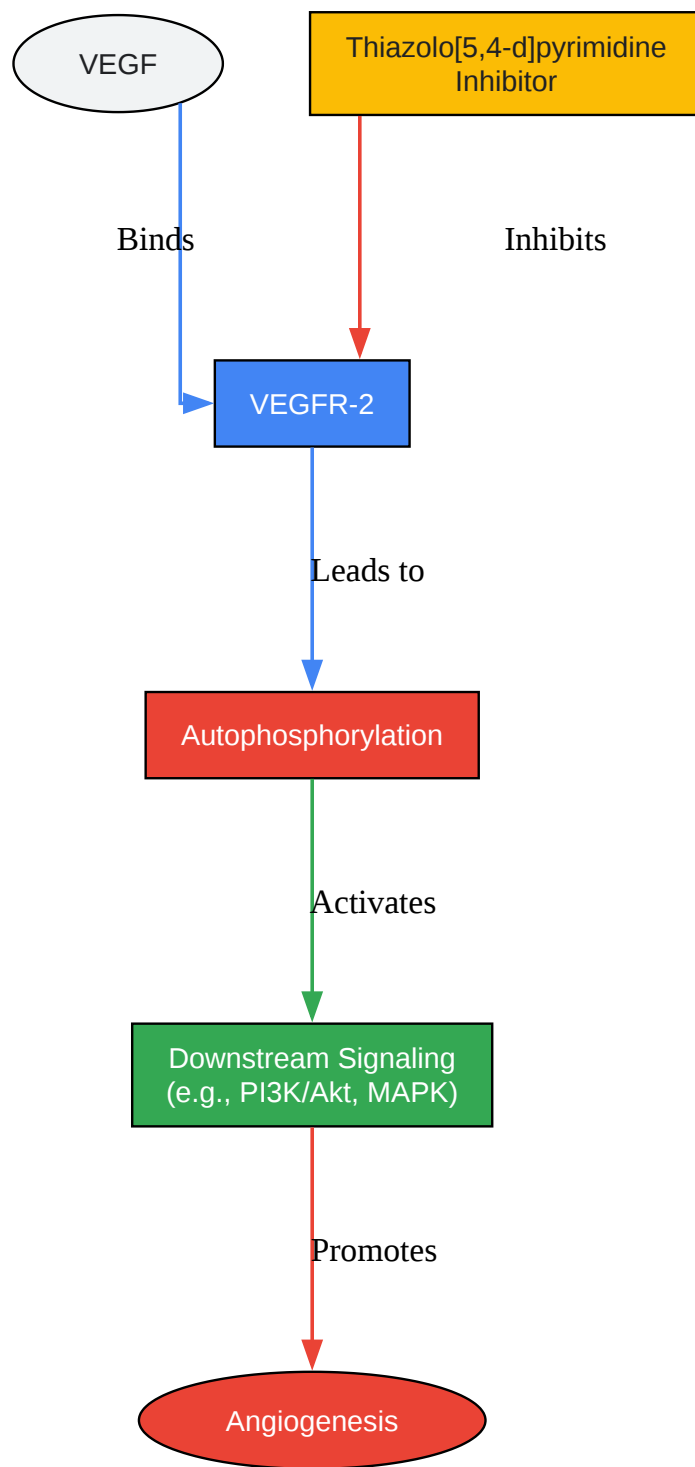 VEGF
Thiazolo[5,4-d]pyrimidine
Inhibitor
Binds
Inhibits
VEGFR-2
Leads to
Autophosphorylation
Activates
Downstream Signaling
(e.g., PI3K/Akt, MAPK)
Promotes
Angiogenesis